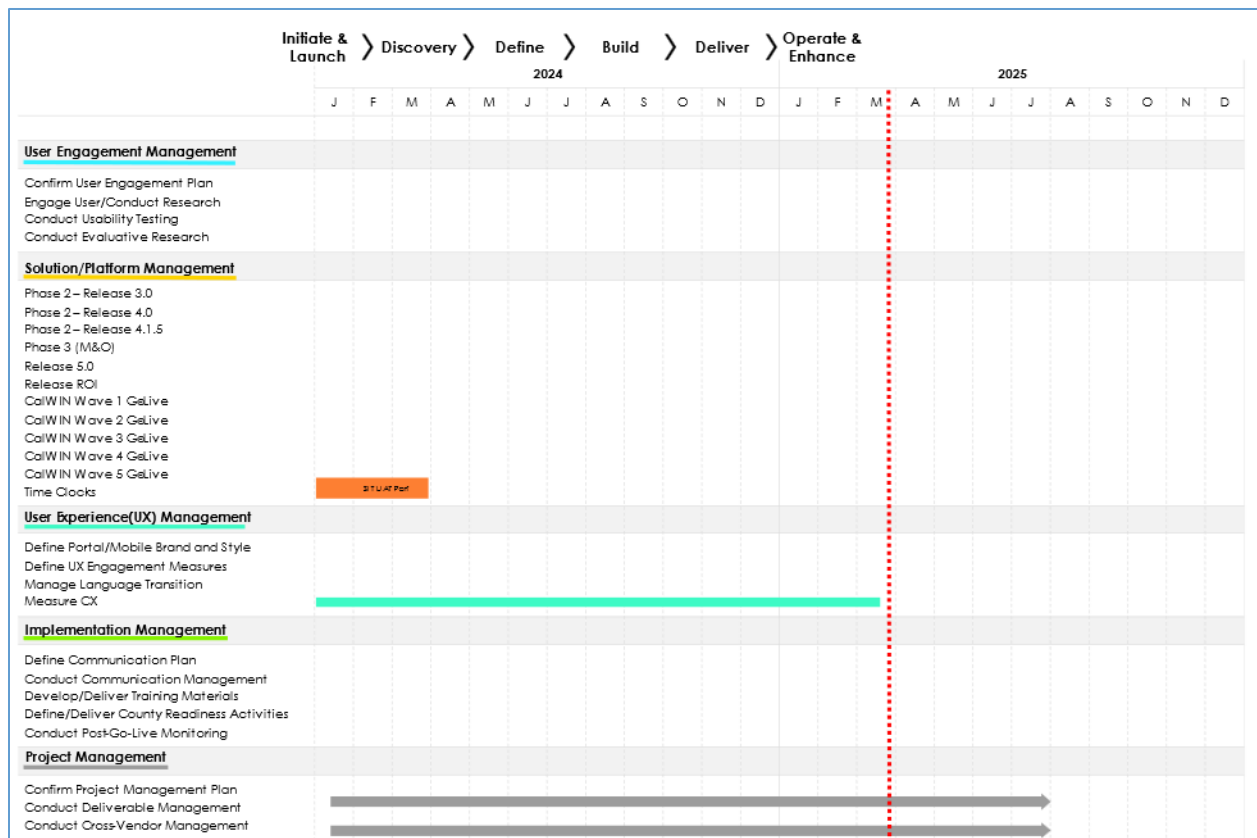 Initiate & Launch Discovery Define Build Deliver Operate & Enhance
2024 2025
J F M A M J J A S O N D J F M A M J J A S O N D
User Engagement Management
Confirm User Engagement Plan
Engage User/Conduct Research
Conduct Usability Testing
Conduct Evaluative Research
Solution/Platform Management
Phase 2 – Release 3.0
Phase 2 – Release 4.0
Phase 2 – Release 4.1.5
Phase 3 (M&O)
Release 5.0
Release ROI
CalWIN Wave 1 GoLive
CalWIN Wave 2 GoLive
CalWIN Wave 3 GoLive
CalWIN Wave 4 GoLive
CalWIN Wave 5 GoLive
Time Clocks
User Experience(UX) Management
Define Portal/Mobile Brand and Style
Define UX Engagement Measures
Manage Language Transition
Measure CX
Implementation Management
Define Communication Plan
Conduct Communication Management
Develop/Deliver Training Materials
Define/Deliver County Readiness Activities
Conduct Post-Go-Live Monitoring
Project Management
Confirm Project Management Plan
Conduct Deliverable Management
Conduct Cross-Vendor Management